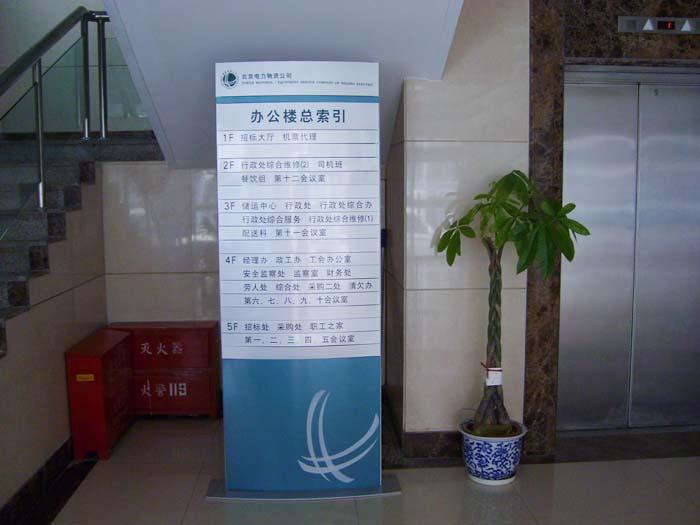 北京电力物资公司
办公楼总索引
1F 招标大厅 机票代理
2F 行政处综合维修(2) 司机班
餐饮组 第十二会议室
3F 储运中心 行政处 行政处综合办
行政处综合服务 行政处综合维修(1)
配送科 第十一会议室
4F 经理办 政工办 工会办公室
安全监察处 监察室 财务处
劳人处 综合处 采购二处 清欠办
第六、七、八、九、十会议室
5F 招标处 采购处 职工之家
第一、二、三、四、五会议室
灭火器
火警119